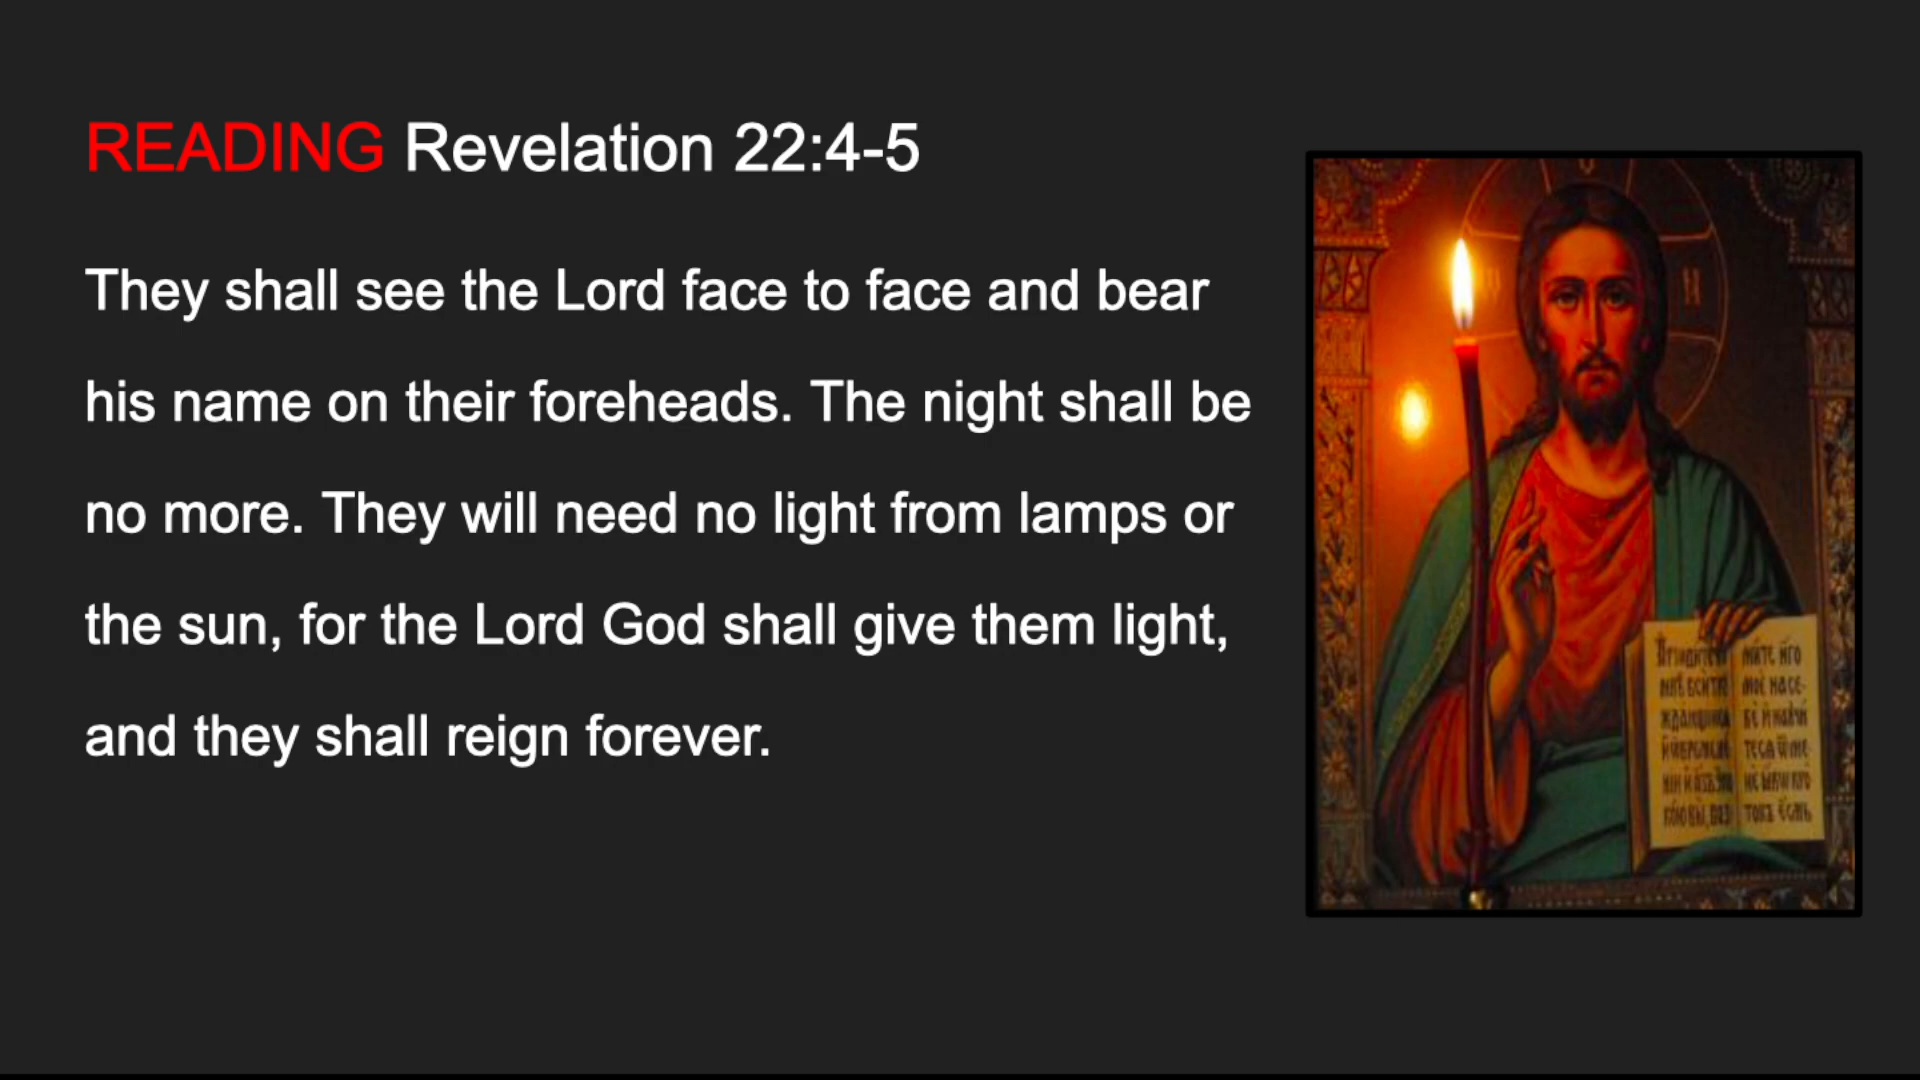 READING Revelation 22:4-5
They shall see the Lord face to face and bear
his name on their foreheads. The night shall be
no more. They will need no light from lamps or
the sun, for the Lord God shall give them light,
and they shall reign forever.